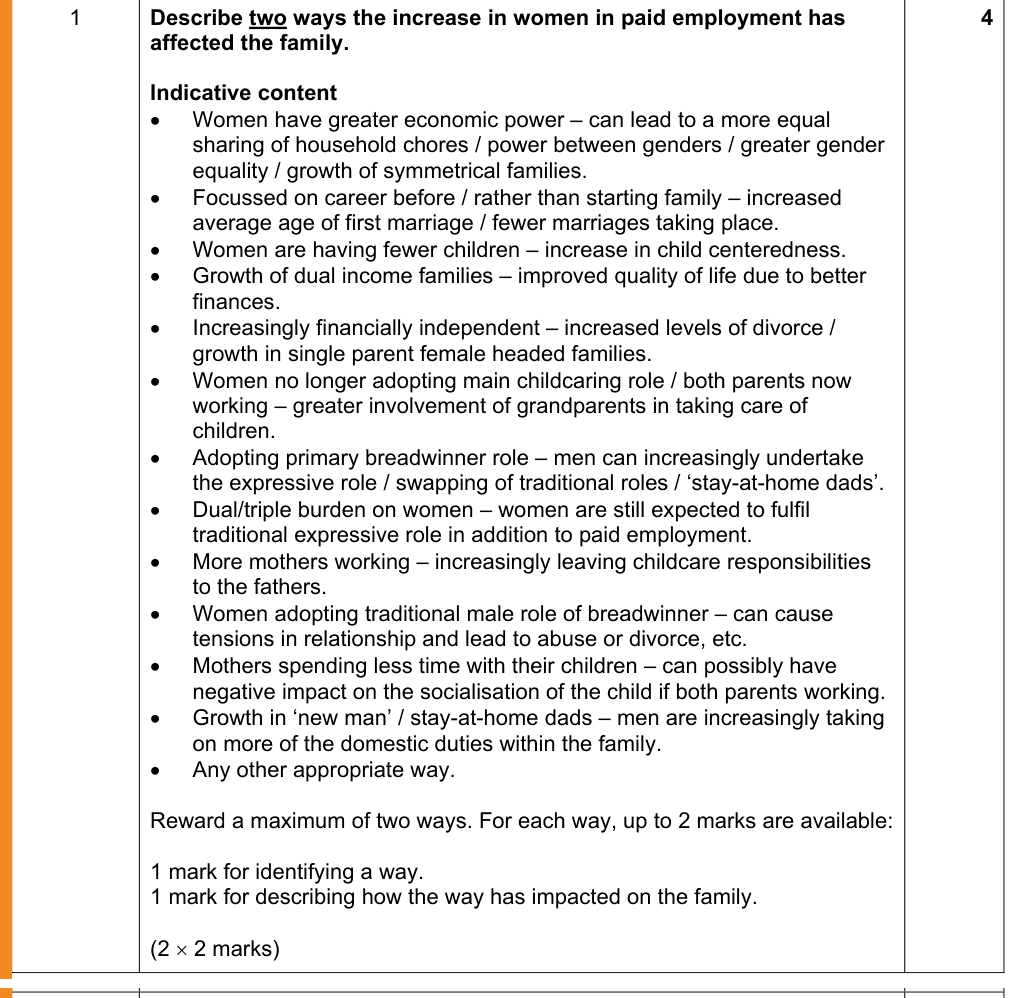 1 Describe two ways the increase in women in paid employment has 4
affected the family.
Indicative content
• Women have greater economic power – can lead to a more equal
sharing of household chores / power between genders / greater gender
equality / growth of symmetrical families.
• Focussed on career before / rather than starting family – increased
average age of first marriage / fewer marriages taking place.
• Women are having fewer children – increase in child centeredness.
• Growth of dual income families – improved quality of life due to better
finances.
• Increasingly financially independent – increased levels of divorce /
growth in single parent female headed families.
• Women no longer adopting main childcaring role / both parents now
working – greater involvement of grandparents in taking care of
children.
• Adopting primary breadwinner role – men can increasingly undertake
the expressive role / swapping of traditional roles / ‘stay-at-home dads’.
• Dual/triple burden on women – women are still expected to fulfil
traditional expressive role in addition to paid employment.
• More mothers working – increasingly leaving childcare responsibilities
to the fathers.
• Women adopting traditional male role of breadwinner – can cause
tensions in relationship and lead to abuse or divorce, etc.
• Mothers spending less time with their children – can possibly have
negative impact on the socialisation of the child if both parents working.
• Growth in ‘new man’ / stay-at-home dads – men are increasingly taking
on more of the domestic duties within the family.
• Any other appropriate way.
Reward a maximum of two ways. For each way, up to 2 marks are available:
1 mark for identifying a way.
1 mark for describing how the way has impacted on the family.
(2 × 2 marks)